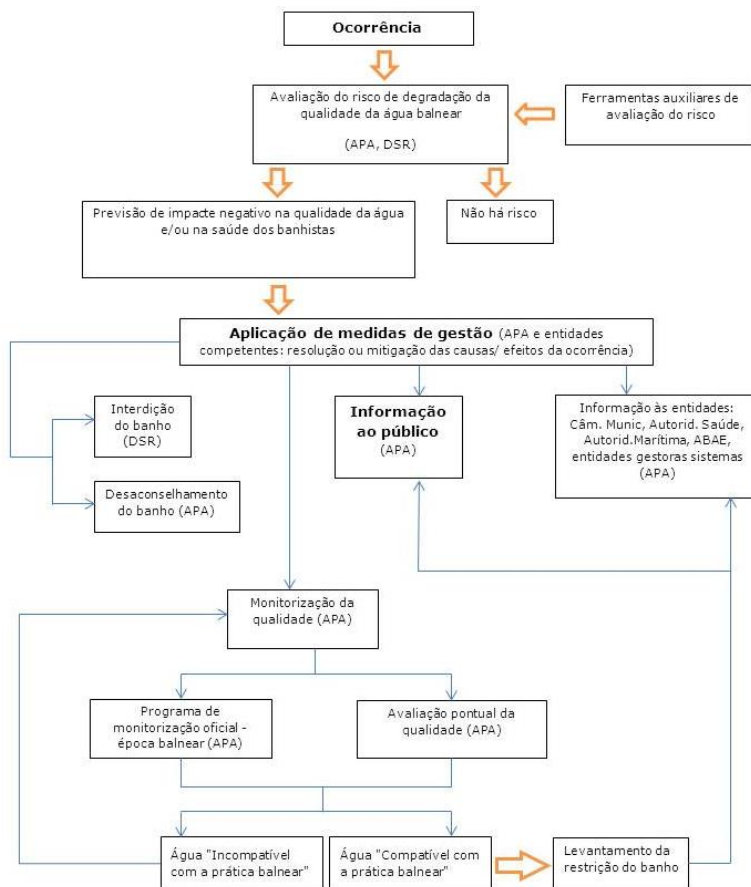 Ocorrência
Avaliação do risco de degradação da
qualidade da água balnear
(APA, DSR)
Ferramentas auxiliares de
avaliação do risco
Previsão de impacte negativo na qualidade da água
e/ou na saúde dos banhistas
Não há risco
Aplicação de medidas de gestão (APA e entidades
competentes: resolução ou mitigação das causas/ efeitos da ocorrência)
Interdição
do banho
(DSR)
Desaconselhamento
do banho (APA)
Informação
ao público
(APA)
Informação às entidades:
Câm. Munic, Autorid. Saúde,
Autorid.Marítima, ABAE,
entidades gestoras sistemas
(APA)
Monitorização da
qualidade (APA)
Programa de
monitorização oficial -
época balnear (APA)
Avaliação pontual da
qualidade (APA)
Água "Incompatível
com a prática balnear"
Água "Compatível com
a prática balnear"
Levantamento da
restrição do banho